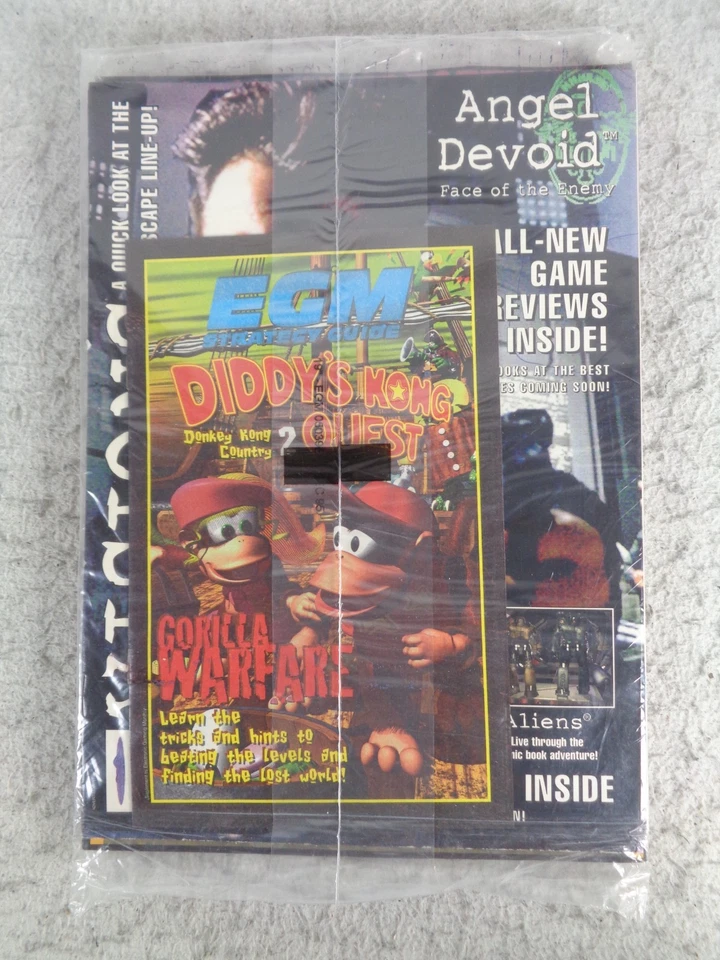 A QUICK LOOK AT THE
SCAPE LINE-UP!
Angel
Devoid™
Face of the Enemy
ALL-NEW
GAME
REVIEWS
INSIDE!
OOKS AT THE BEST
ES COMING SOON!
EGM
STRATEGY GUIDE
DIDDY'S KONG
QUEST
Donkey Kong
Country 2
GORILLA
WARFARE
Learn the
tricks and hints to
beating the levels and
finding the lost world!
Aliens®
Live through the
ic book adventure!
INSIDE
N!